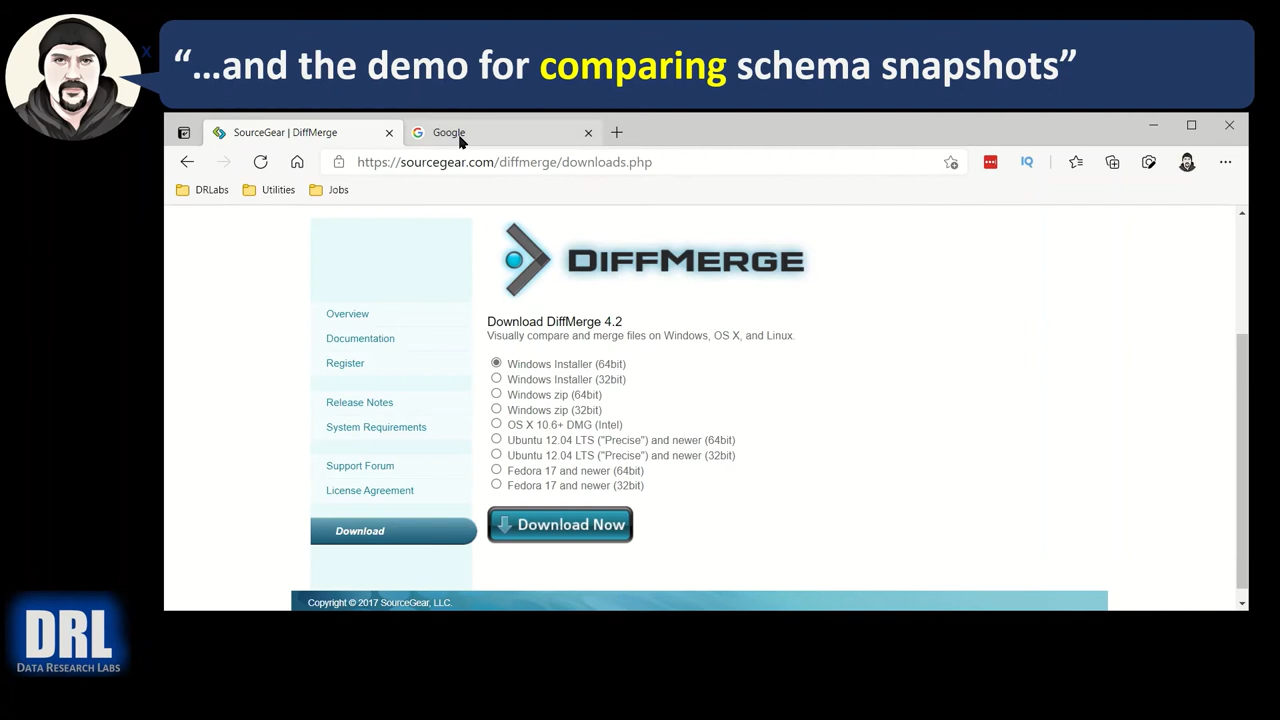 “…and the demo for comparing schema snapshots”
x
SourceGear | DiffMerge
Google
https://sourcegear.com/diffmerge/downloads.php
IQ
DRLabs
Utilities
Jobs
DIFFMERGE
Download DiffMerge 4.2
Visually compare and merge files on Windows, OS X, and Linux.
Overview
Documentation
Register
Release Notes
System Requirements
Support Forum
License Agreement
Download
Windows Installer (64bit)
Windows Installer (32bit)
Windows zip (64bit)
Windows zip (32bit)
OS X 10.6+ DMG (Intel)
Ubuntu 12.04 LTS ("Precise") and newer (64bit)
Ubuntu 12.04 LTS ("Precise") and newer (32bit)
Fedora 17 and newer (64bit)
Fedora 17 and newer (32bit)
Download Now
Copyright © 2017 SourceGear, LLC.
DRL
DATA RESEARCH LABS